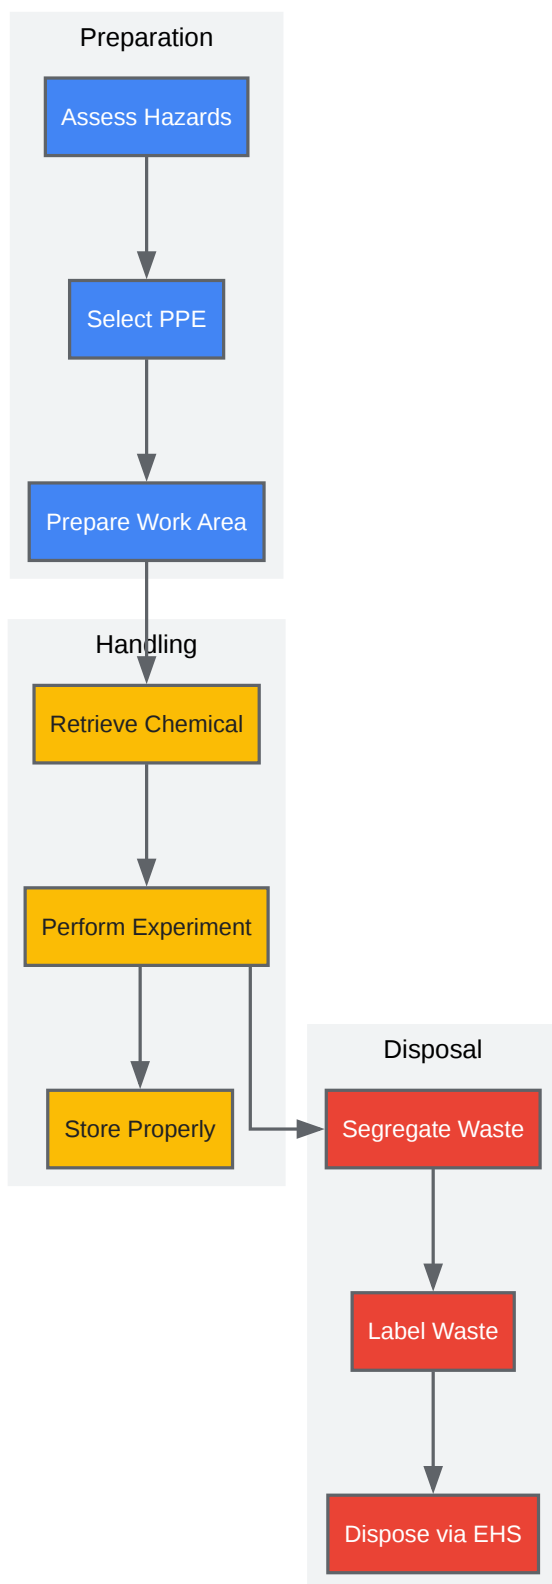 Preparation
Assess Hazards
Select PPE
Prepare Work Area
Handling
Retrieve Chemical
Perform Experiment
Store Properly
Disposal
Segregate Waste
Label Waste
Dispose via EHS